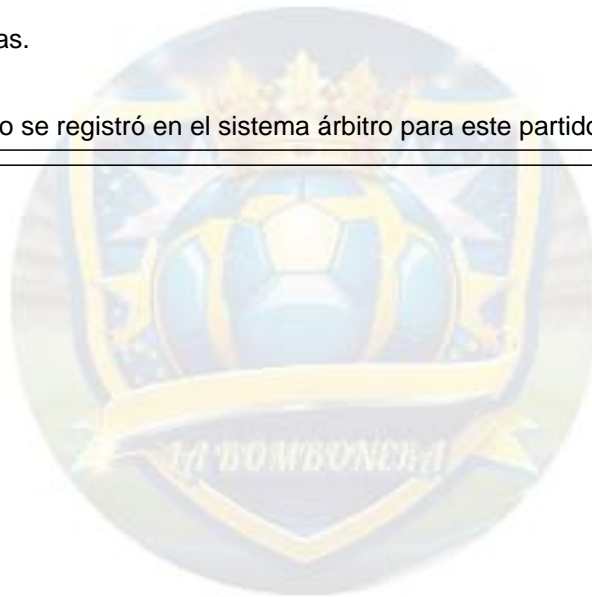 as.
o se registró en el sistema árbitro para este partido
LA BOMBONERA